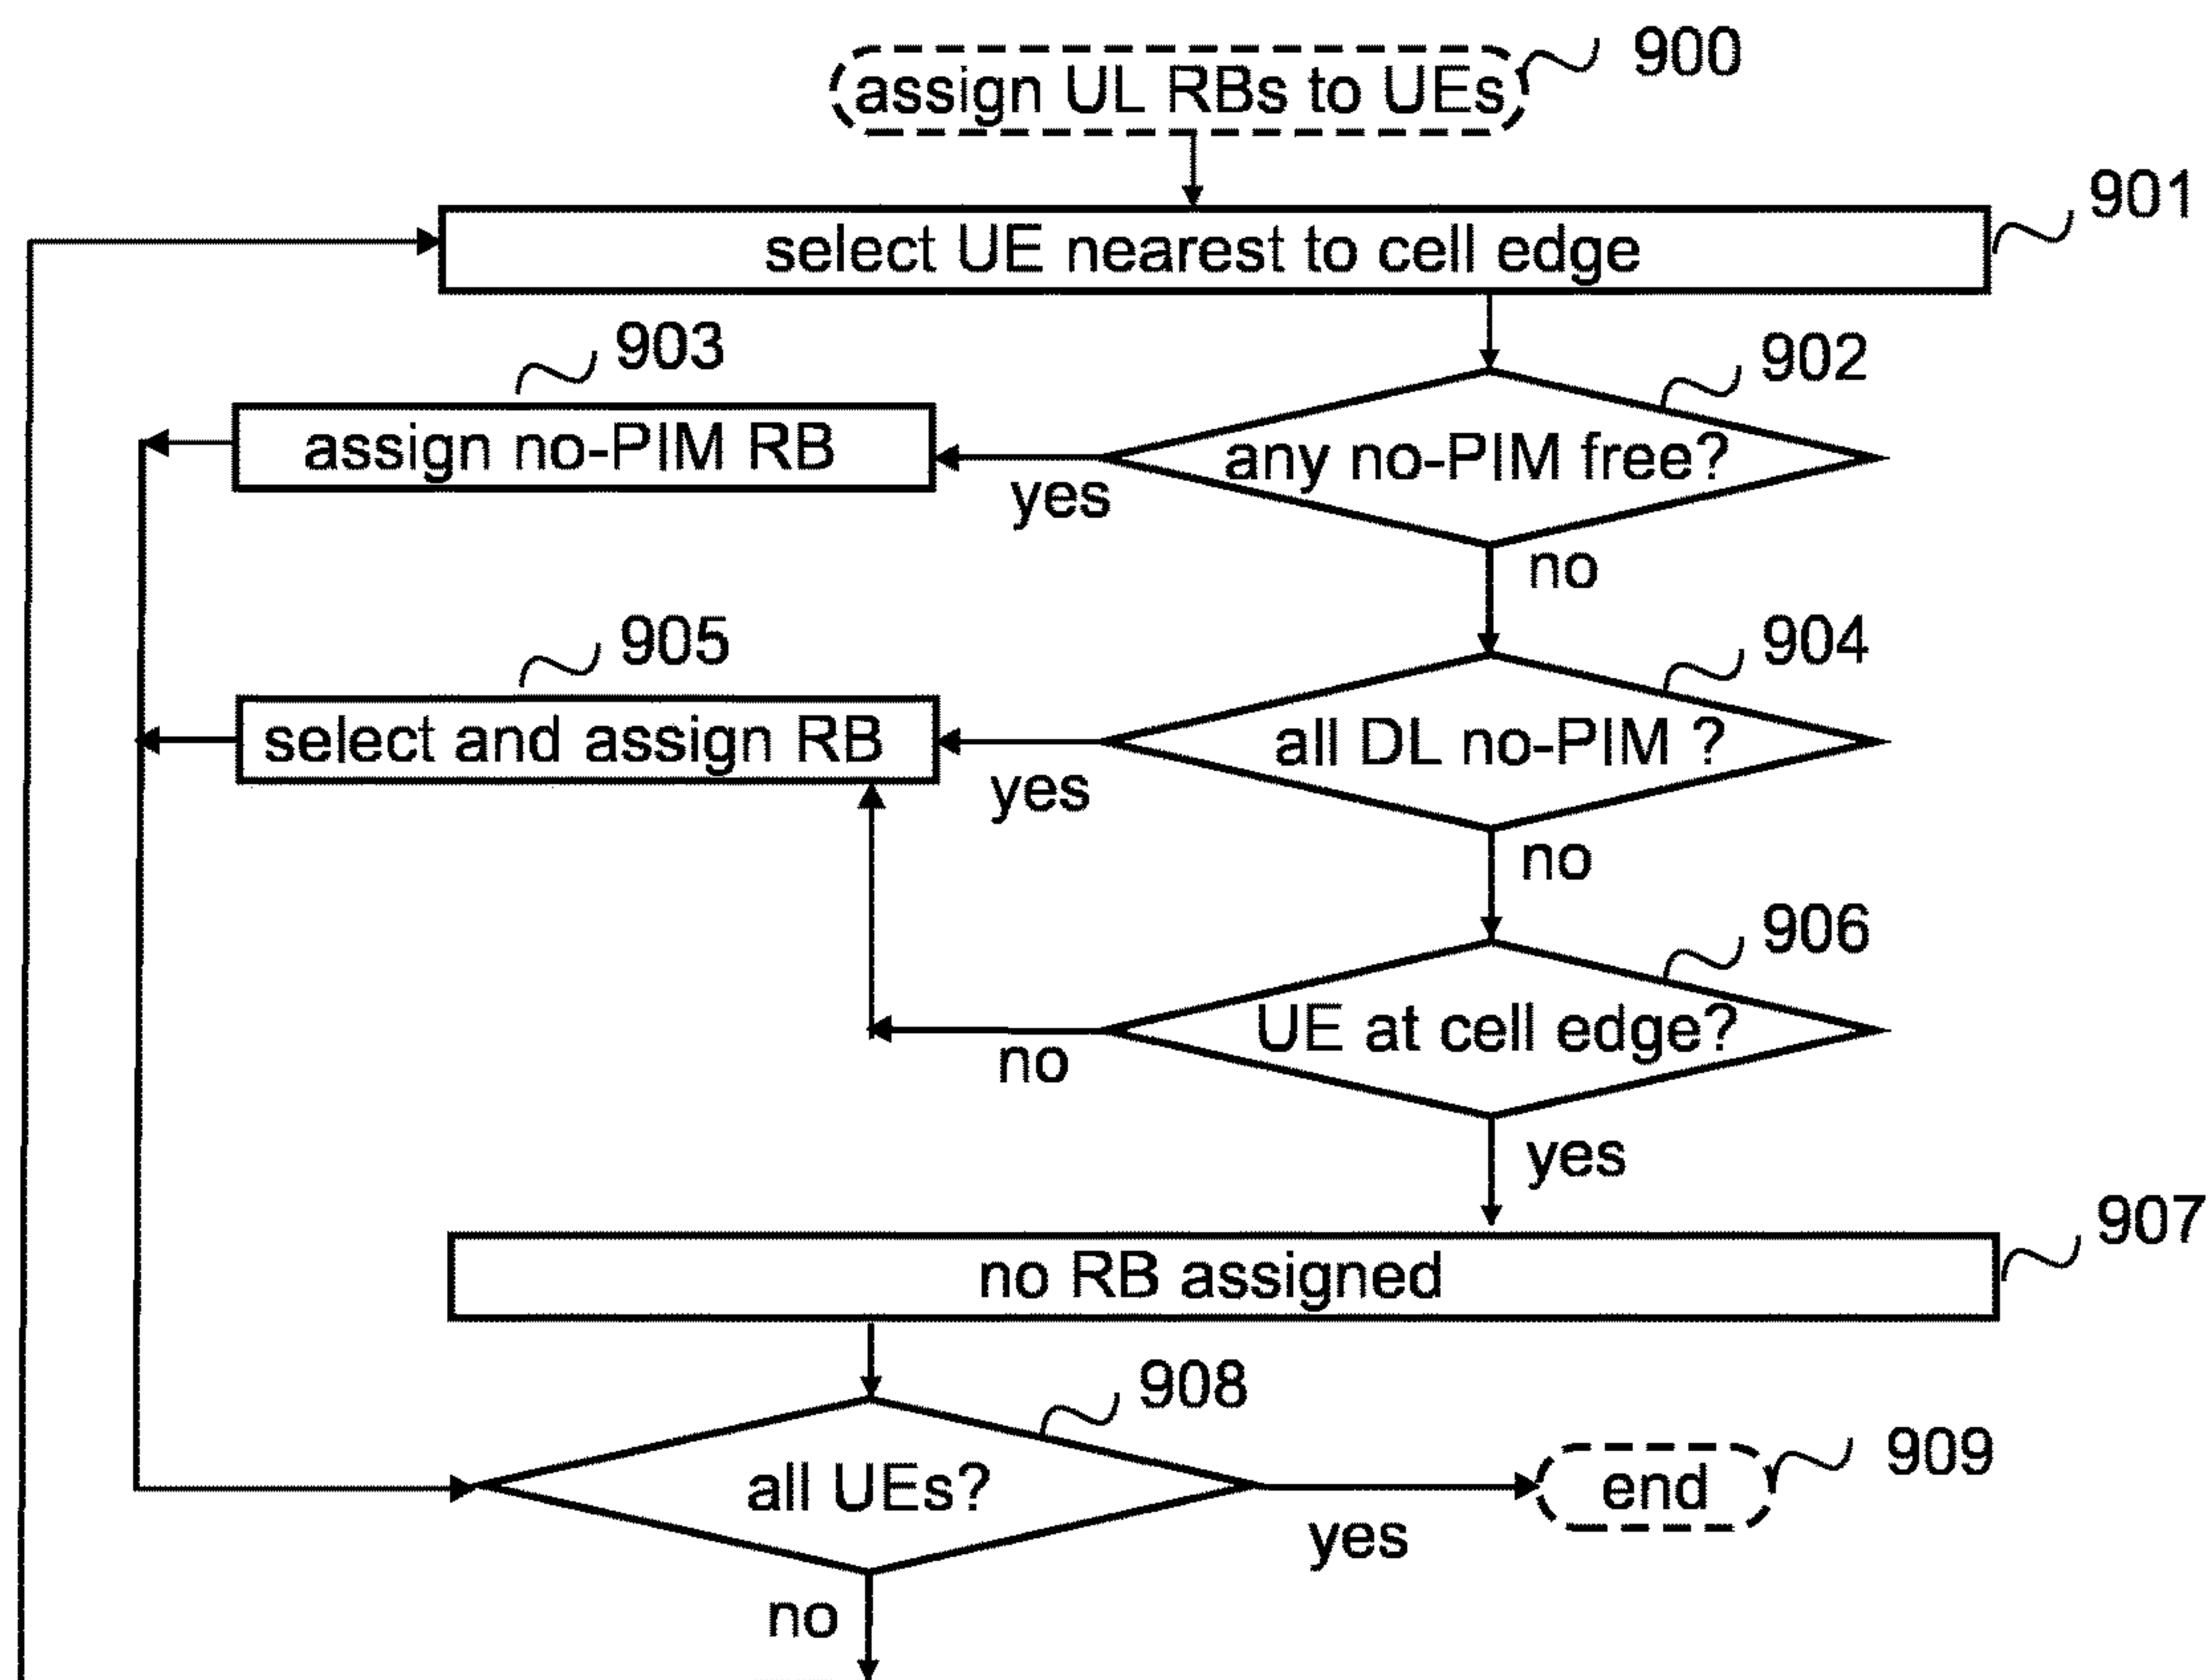 assign UL RBs to UEs
900
901
select UE nearest to cell edge
903
902
assign no-PIM RB
any no-PIM free?
yes
no
905
904
select and assign RB
all DL no-PIM ?
yes
no
906
UE at cell edge?
no
yes
907
no RB assigned
908
all UEs?
909
end
yes
no